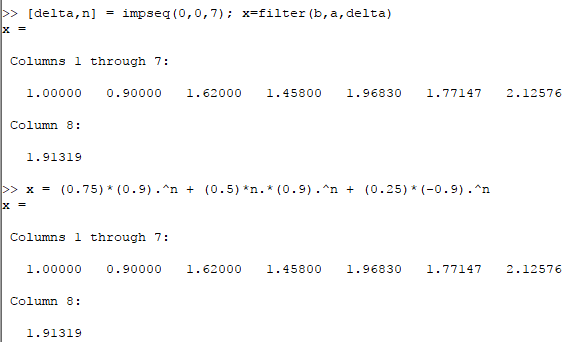 >> [delta,n] = impseq(0,0,7); x=filter(b,a,delta)
x =
Columns 1 through 7:
1.00000 0.90000 1.62000 1.45800 1.96830 1.77147 2.12576
Column 8:
1.91319
>> x = (0.75)*(0.9).^n + (0.5)*n.*(0.9).^n + (0.25)*(-0.9).^n
x =
Columns 1 through 7:
1.00000 0.90000 1.62000 1.45800 1.96830 1.77147 2.12576
Column 8:
1.91319